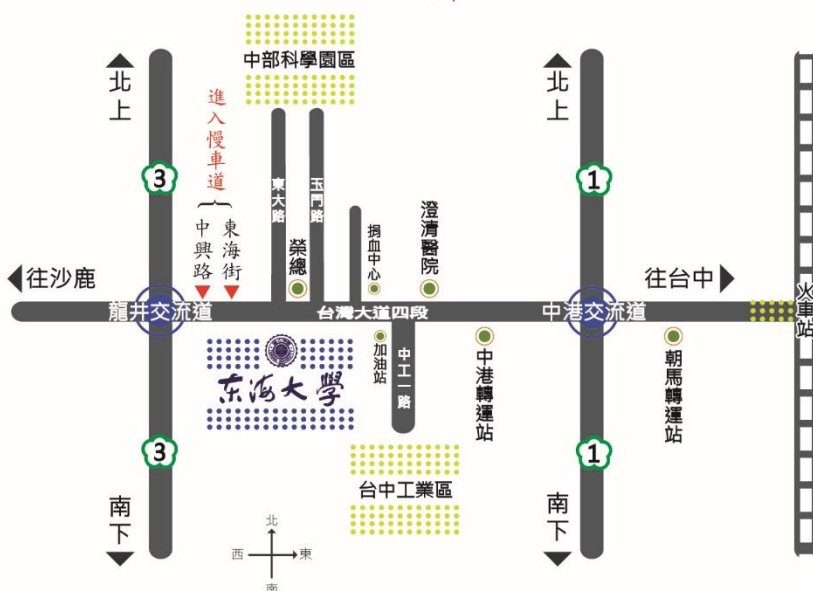 中部科學園區
北上
北上
進入慢車道
3
1
東大路
玉門路
東海街
中興路
榮總
捐血中心
澄清醫院
往沙鹿
往台中
龍井交流道
台灣大道四段
中港交流道
火車站
东海大學
加油站
中工一路
中港轉運站
朝馬轉運站
3
1
台中工業區
南下
南下
北
西
東
南